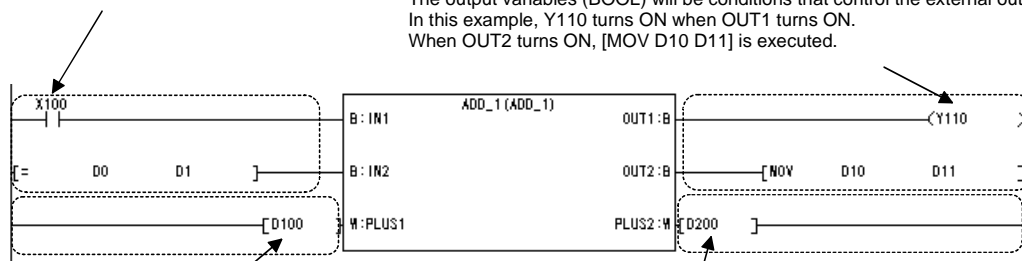 The output variables (BOOL) will be conditions that control the external out
In this example, Y110 turns ON when OUT1 turns ON.
When OUT2 turns ON, [MOV D10 D11] is executed.
X100
ADD_1(ADD_1)
B:IN1
OUT1:B
(Y110 )
[= D0 D1 ]
B:IN2
OUT2:B
[MOV D10 D11 ]
[D100 ]
W:PLUS1
PLUS2:W
[D200 ]